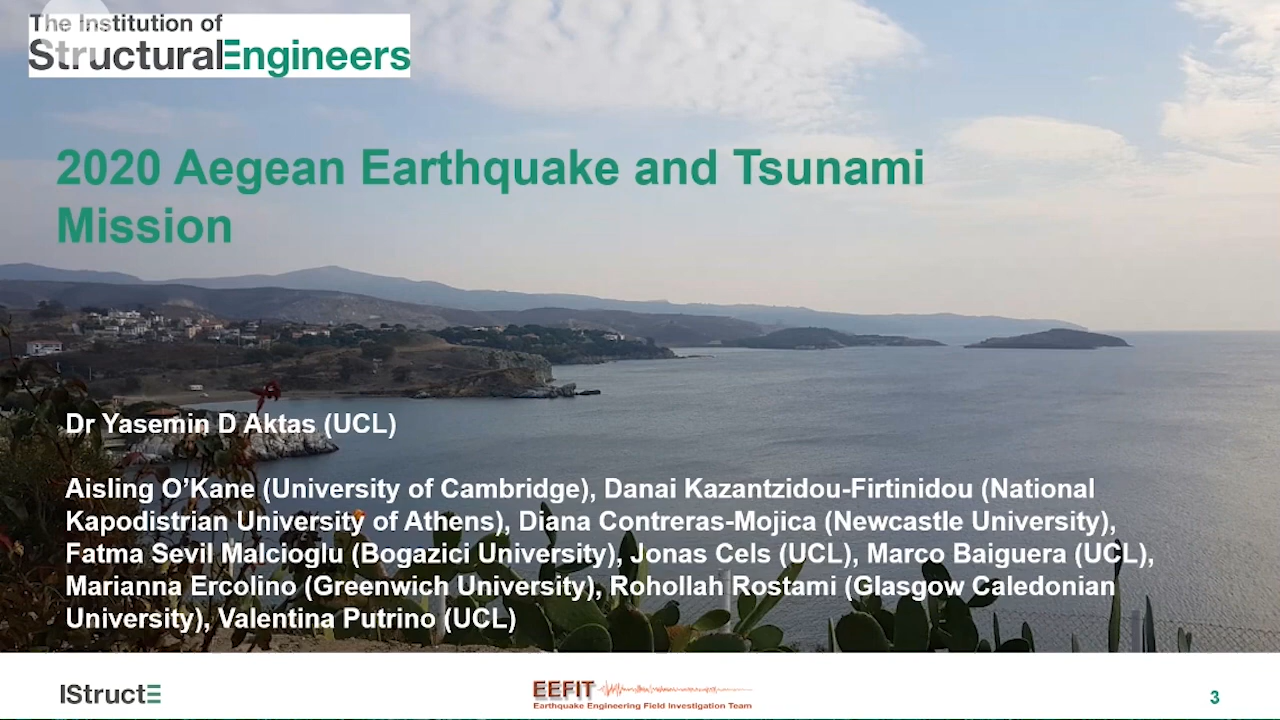 The Institution of
StructuralEngineers
2020 Aegean Earthquake and Tsunami
Mission
Dr Yasemin D Aktas (UCL)
Aisling O’Kane (University of Cambridge), Danai Kazantzidou-Firtinidou (National
Kapodistrian University of Athens), Diana Contreras-Mojica (Newcastle University),
Fatma Sevil Malcioglu (Bogazici University), Jonas Cels (UCL), Marco Baiguera (UCL),
Marianna Ercolino (Greenwich University), Rohollah Rostami (Glasgow Caledonian
University), Valentina Putrino (UCL)
IStructE
EEFIT
Earthquake Engineering Field Investigation Team
3